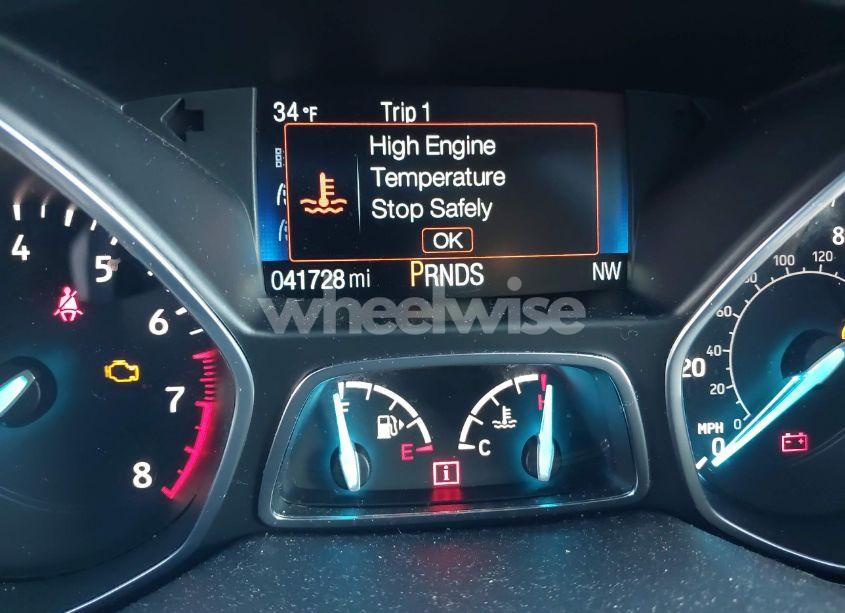 34°F Trip 1
High Engine
Temperature
Stop Safely
OK
041728 mi PRNDS NW
wheelwise
4 5 6 7 8
F E
C H
i
MPH
0 20
0 20 40 60 80 100 120
8